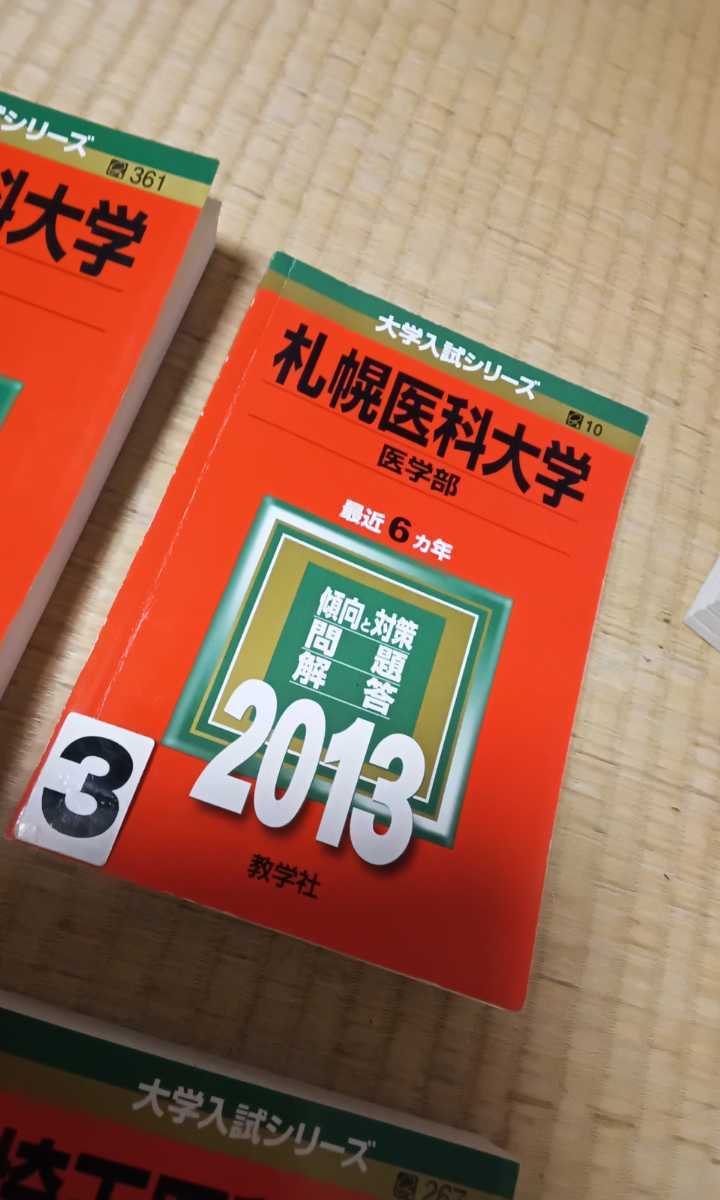 シリーズ
361
科大学
大学入試シリーズ
10
札幌医科大学
医学部
最近6カ年
傾向と対策
問題
解答
2013
3
教学社
大学入試シリーズ
267